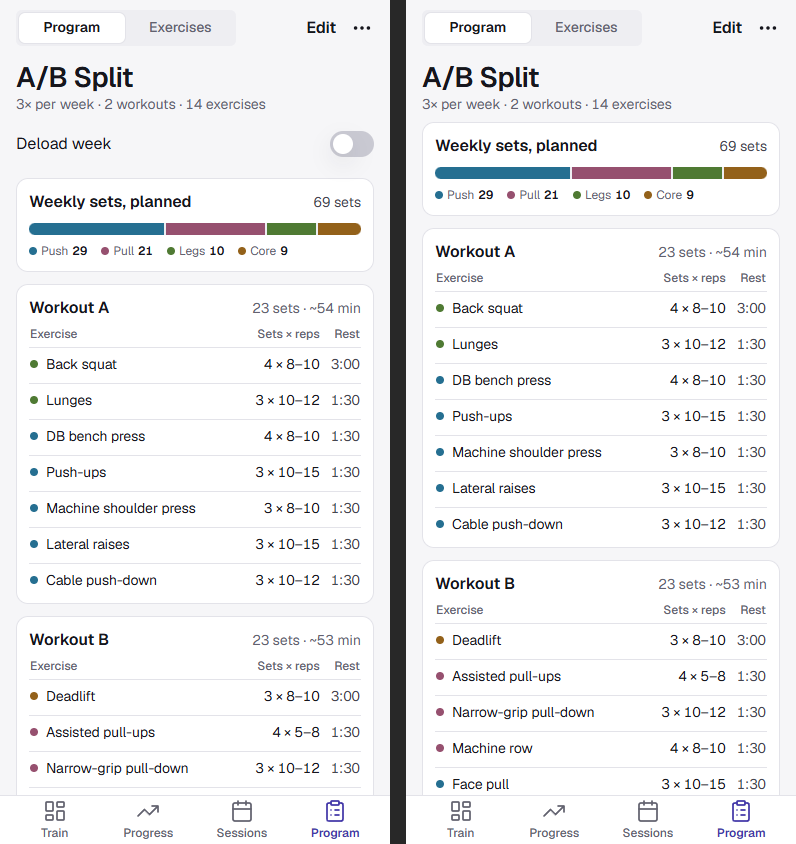 Program Exercises Edit
A/B Split
3× per week · 2 workouts · 14 exercises
Deload week
Weekly sets, planned 69 sets
Push 29 Pull 21 Legs 10 Core 9
Workout A 23 sets · ~54 min
Exercise Sets × reps Rest
Back squat 4 × 8–10 3:00
Lunges 3 × 10–12 1:30
DB bench press 4 × 8–10 1:30
Push-ups 3 × 10–15 1:30
Machine shoulder press 3 × 8–10 1:30
Lateral raises 3 × 10–15 1:30
Cable push-down 3 × 10–12 1:30
Workout B 23 sets · ~53 min
Exercise Sets × reps Rest
Deadlift 3 × 8–10 3:00
Assisted pull-ups 4 × 5–8 1:30
Narrow-grip pull-down 3 × 10–12 1:30
Train Progress Sessions Program
Program Exercises Edit
A/B Split
3× per week · 2 workouts · 14 exercises
Weekly sets, planned 69 sets
Push 29 Pull 21 Legs 10 Core 9
Workout A 23 sets · ~54 min
Exercise Sets × reps Rest
Back squat 4 × 8–10 3:00
Lunges 3 × 10–12 1:30
DB bench press 4 × 8–10 1:30
Push-ups 3 × 10–15 1:30
Machine shoulder press 3 × 8–10 1:30
Lateral raises 3 × 10–15 1:30
Cable push-down 3 × 10–12 1:30
Workout B 23 sets · ~53 min
Exercise Sets × reps Rest
Deadlift 3 × 8–10 3:00
Assisted pull-ups 4 × 5–8 1:30
Narrow-grip pull-down 3 × 10–12 1:30
Machine row 4 × 8–10 1:30
Face pull 3 × 10–15 1:30
Train Progress Sessions Program